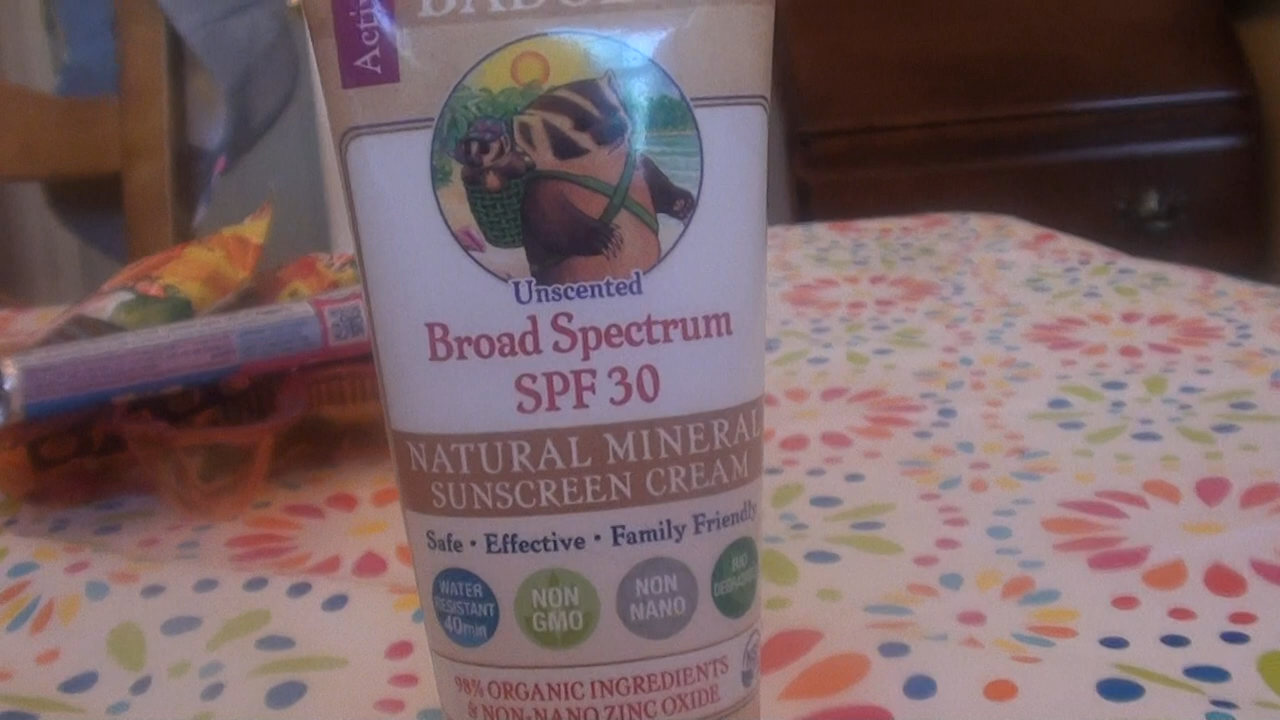 Unscented
Broad Spectrum
SPF 30
NATURAL MINERAL
SUNSCREEN CREAM
Safe • Effective • Family Friendly
WATER
RESISTANT
40min
NON
GMO
NON
NANO
BIO
98% ORGANIC INGREDIENTS
& NON-NANO ZINC OXIDE